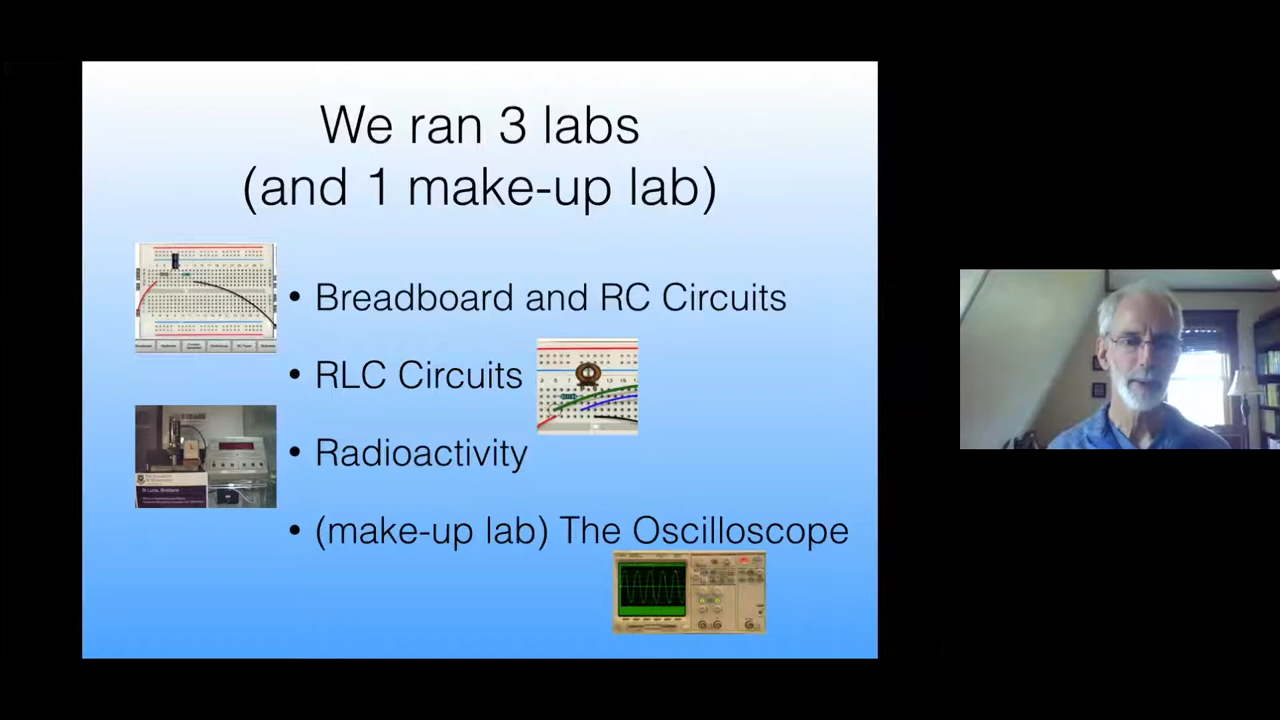 We ran 3 labs
(and 1 make-up lab)
• Breadboard and RC Circuits
• RLC Circuits
• Radioactivity
• (make-up lab) The Oscilloscope